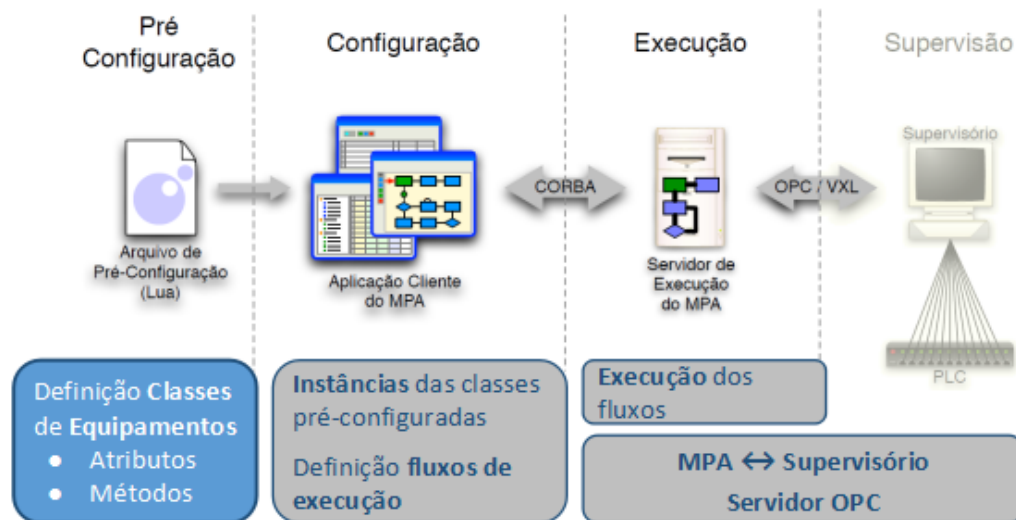 Pré
Configuração
Configuração
Execução
Supervisão
Arquivo de
Pré-Configuração
(Lua)
Aplicação Cliente
do MPA
CORBA
Servidor de
Execução
do MPA
OPC / VXL
Supervisório
PLC
Definição Classes
de Equipamentos
● Atributos
● Métodos
Instâncias das classes
pré-configuradas
Definição fluxos de
execução
Execução dos
fluxos
MPA ↔ Supervisório
Servidor OPC